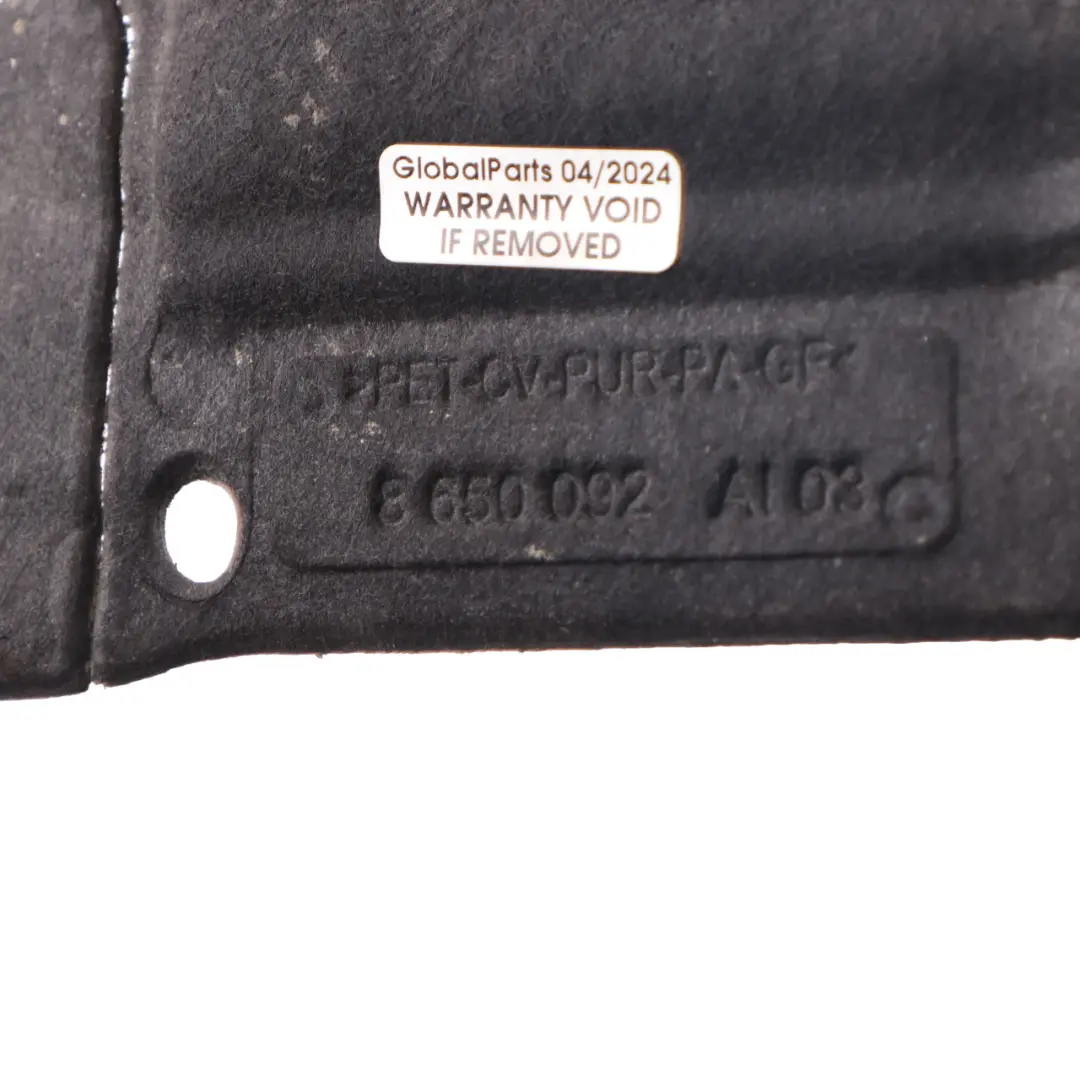 GlobalParts 04/2024
WARRANTY VOID
IF REMOVED
>PET-CV-PUR-PA-GF<
8 650 092 AI 03